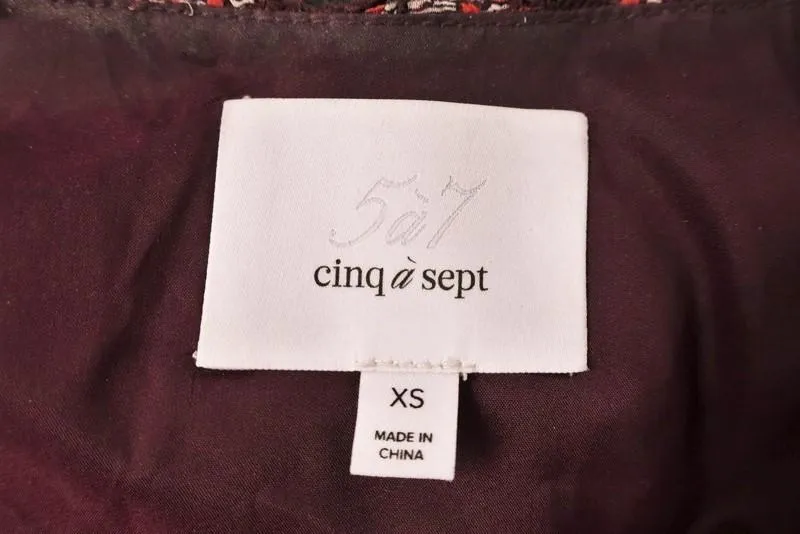 5à7
cinq à sept
XS
MADE IN
CHINA